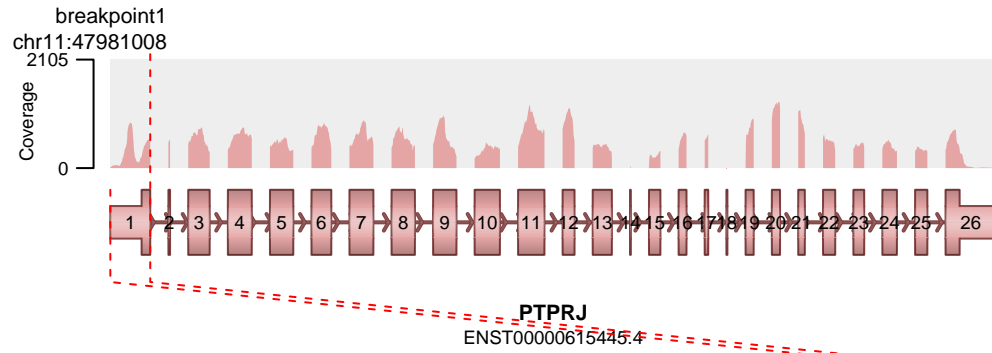 breakpoint1
chr11:47981008
2105
Coverage
0
1 2 3 4 5 6 7 8 9 10 11 12 13 14 15 16 17 18 19 20 21 22 23 24 25 26
PTPRJ
ENST00000615445.4